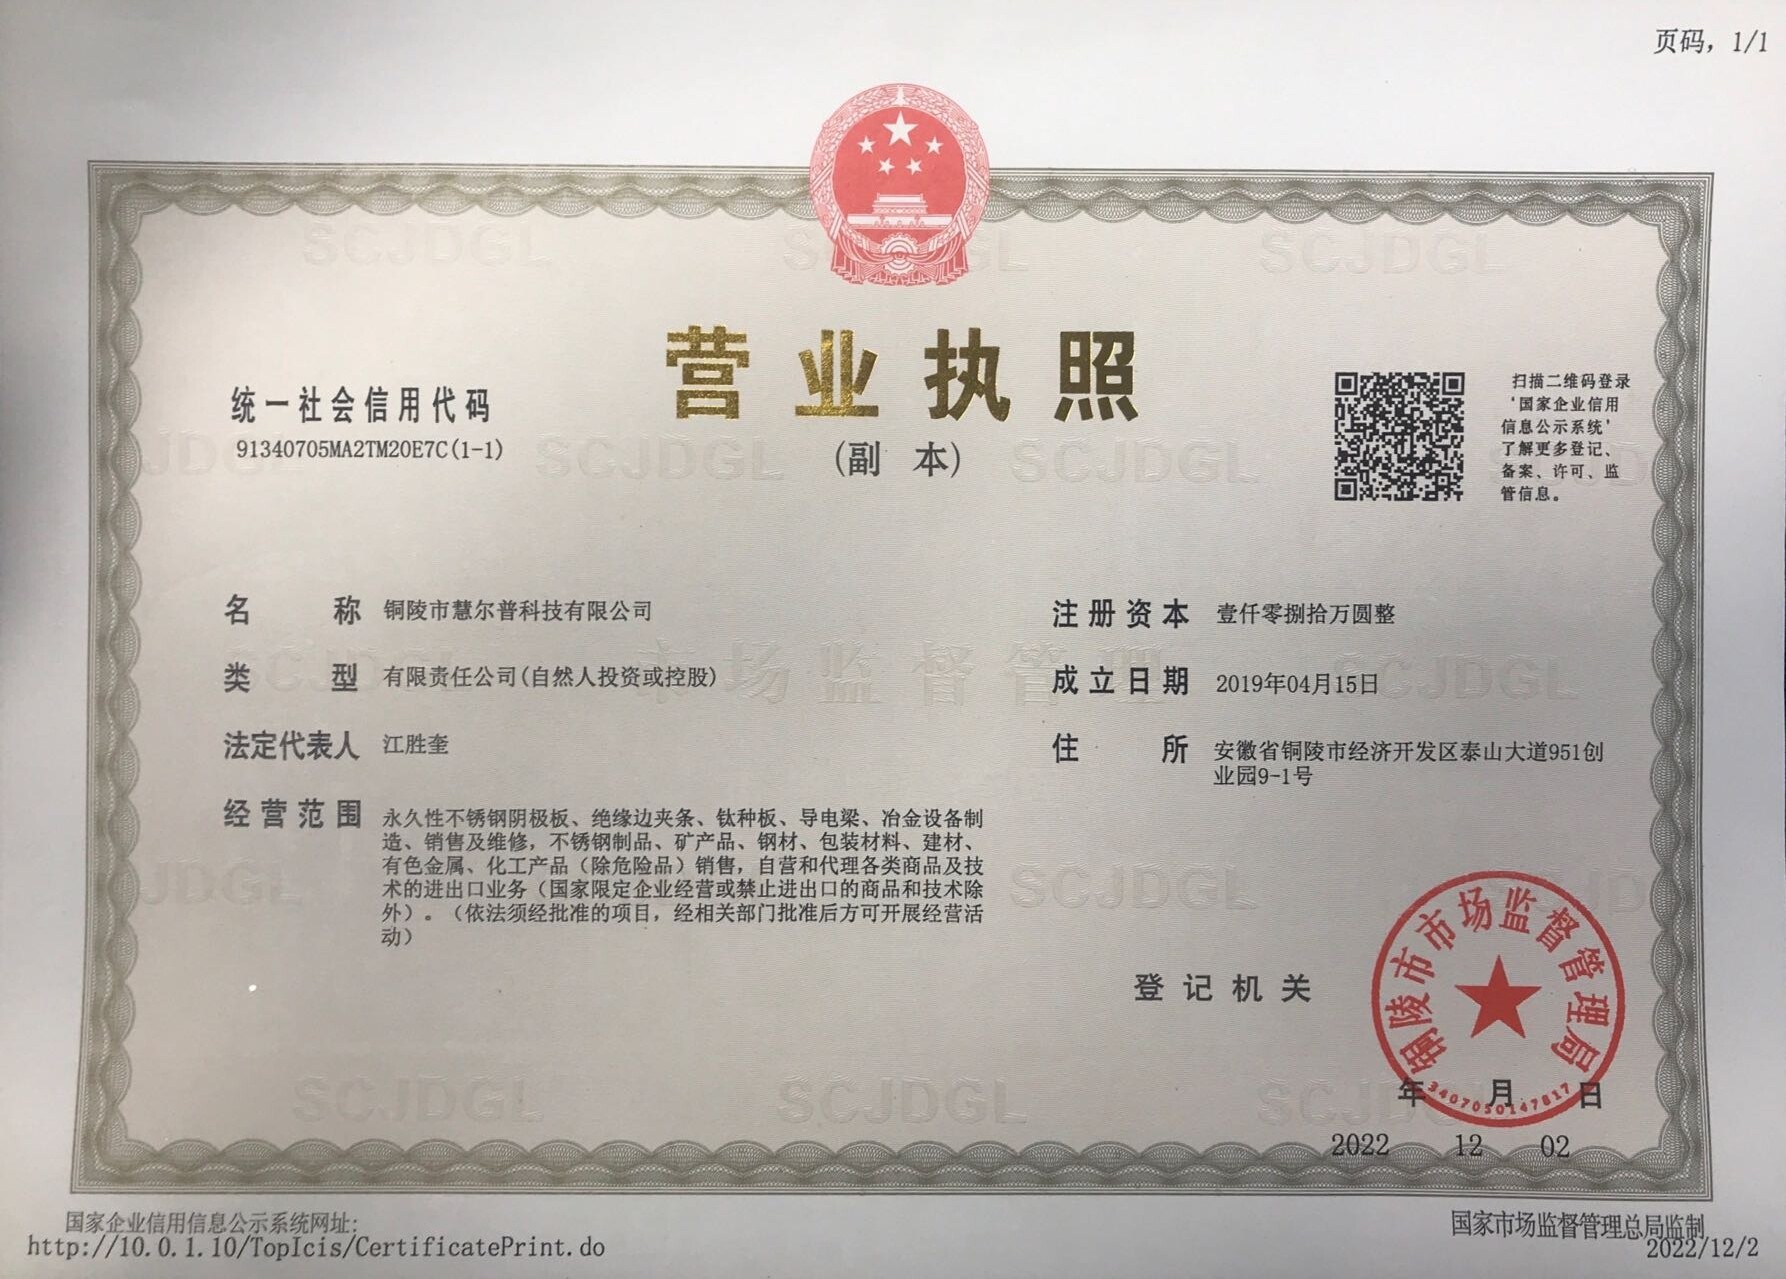 页码，1/1
营业执照
(副 本)
统一社会信用代码
91340705MA2TM20E7C(1-1)
扫描二维码登录
‘国家企业信用
信息公示系统’
了解更多登记、
备案、许可、监
管信息。
名 称 铜陵市慧尔普科技有限公司
类 型 有限责任公司(自然人投资或控股)
法定代表人 江胜奎
经营范围 永久性不锈钢阴极板、绝缘边夹条、钛种板、导电梁、冶金设备制
造、销售及维修，不锈钢制品、矿产品、钢材、包装材料、建材、
有色金属、化工产品（除危险品）销售，自营和代理各类商品及技
术的进出口业务（国家限定企业经营或禁止进出口的商品和技术除
外）。（依法须经批准的项目，经相关部门批准后方可开展经营活
动）
注册资本 壹仟零捌拾万圆整
成立日期 2019年04月15日
住 所 安徽省铜陵市经济开发区泰山大道951创
业园9-1号
登记机关
铜陵市市场监督管理局
3407050147817
年 月 日
2022 12 02
国家企业信用信息公示系统网址:
http://10.0.1.10/TopIcis/CertificatePrint.do
国家市场监督管理总局监制
2022/12/2
SCJDGL
市场监督管理